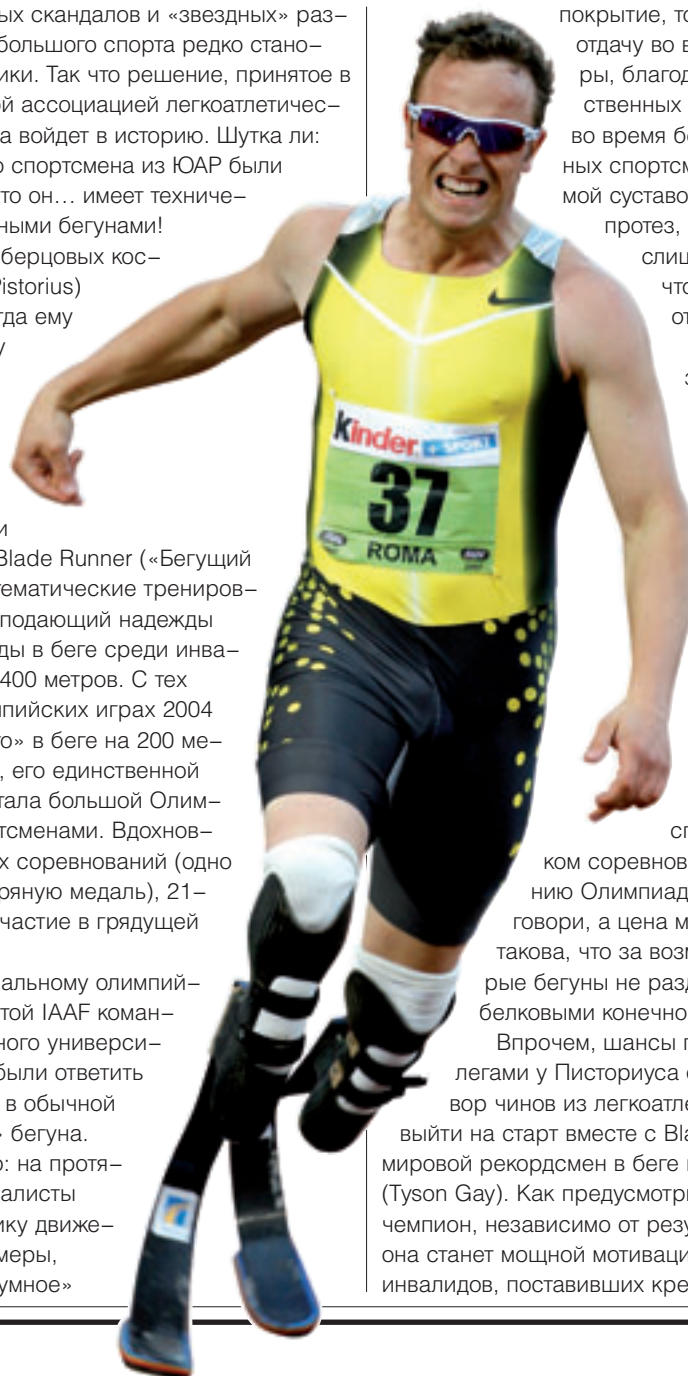 ых скандалов и «звездных» раз–
большого спорта редко стано–
ики. Так что решение, принятое в
ой ассоциацией легкоатлетичес–
а войдет в историю. Шутка ли:
о спортсмена из ЮАР были
то он… имеет техниче–
ными бегунами!
берцовых кос–
Pistorius)
гда ему
у
и
Blade Runner («Бегущий
тематические трениров–
подающий надежды
ды в беге среди инва–
400 метров. С тех
мпийских играх 2004
то» в беге на 200 ме–
, его единственной
тала большой Олим–
тсменами. Вдохнов–
х соревнований (одно
ряную медаль), 21–
частие в грядущей
альному олимпий–
той IAAF коман–
ного универси–
были ответить
в обычной
» бегуна.
о: на протя–
алисты
ику движе–
меры,
умное»
Kinder
+SPORT
37
ROMA
покрытие, то
отдачу во в
ры, благод
ственных
во время бе
ных спортсм
мой суставо
протез,
слиш
что
от
з
сп
ком соревнов
нию Олимпиад
говори, а цена м
такова, что за возм
рые бегуны не разд
белковыми конечно
Впрочем, шансы п
легами у Писториуса
вор чинов из легкоатле
выйти на старт вместе с Bla
мировой рекордсмен в беге н
(Tyson Gay). Как предусмотри
чемпион, независимо от резу
она станет мощной мотиваци
инвалидов, поставивших кре